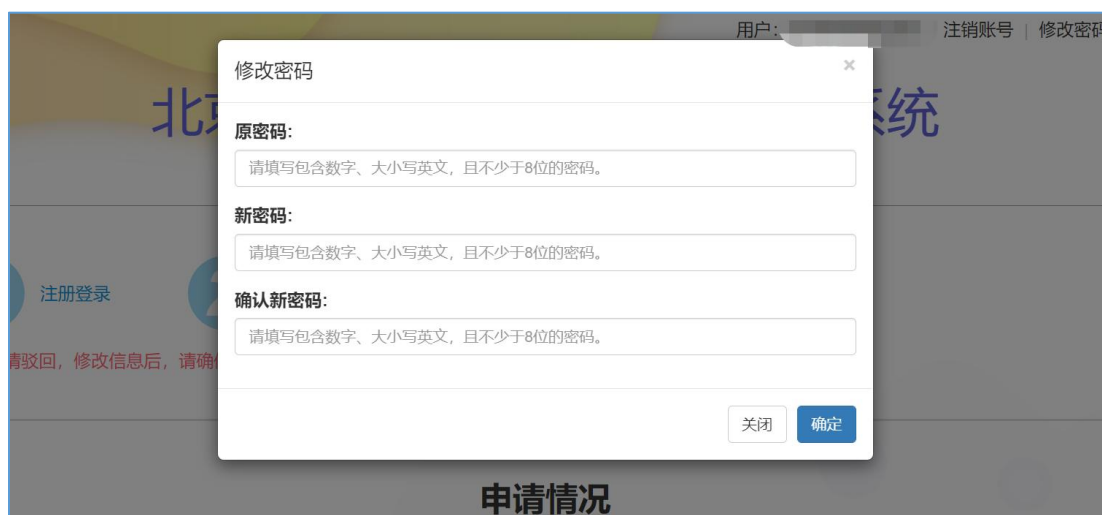 用户: 注销账号 | 修改密码
修改密码 ×
北京 系统
原密码:
请填写包含数字、大小写英文，且不少于8位的密码。
新密码:
请填写包含数字、大小写英文，且不少于8位的密码。
注册登录 2
确认新密码:
请填写包含数字、大小写英文，且不少于8位的密码。
请驳回，修改信息后，请确
关闭 确定
申请情况